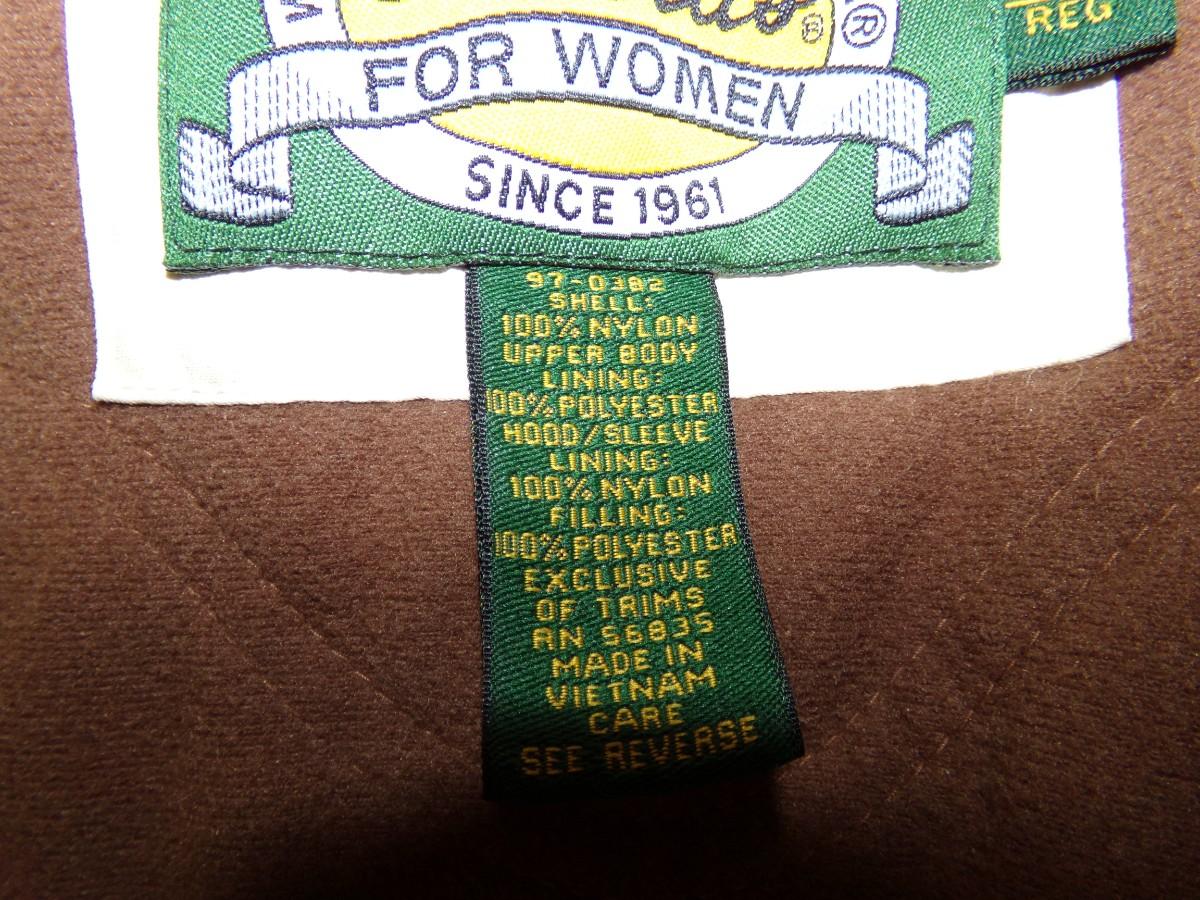 REG
FOR WOMEN
SINCE 1961
97-0382
SHELL:
100% NYLON
UPPER BODY
LINING:
100% POLYESTER
HOOD/SLEEVE
LINING:
100% NYLON
FILLING:
100% POLYESTER
EXCLUSIVE
OF TRIMS
RN 56835
MADE IN
VIETNAM
CARE
SEE REVERSE